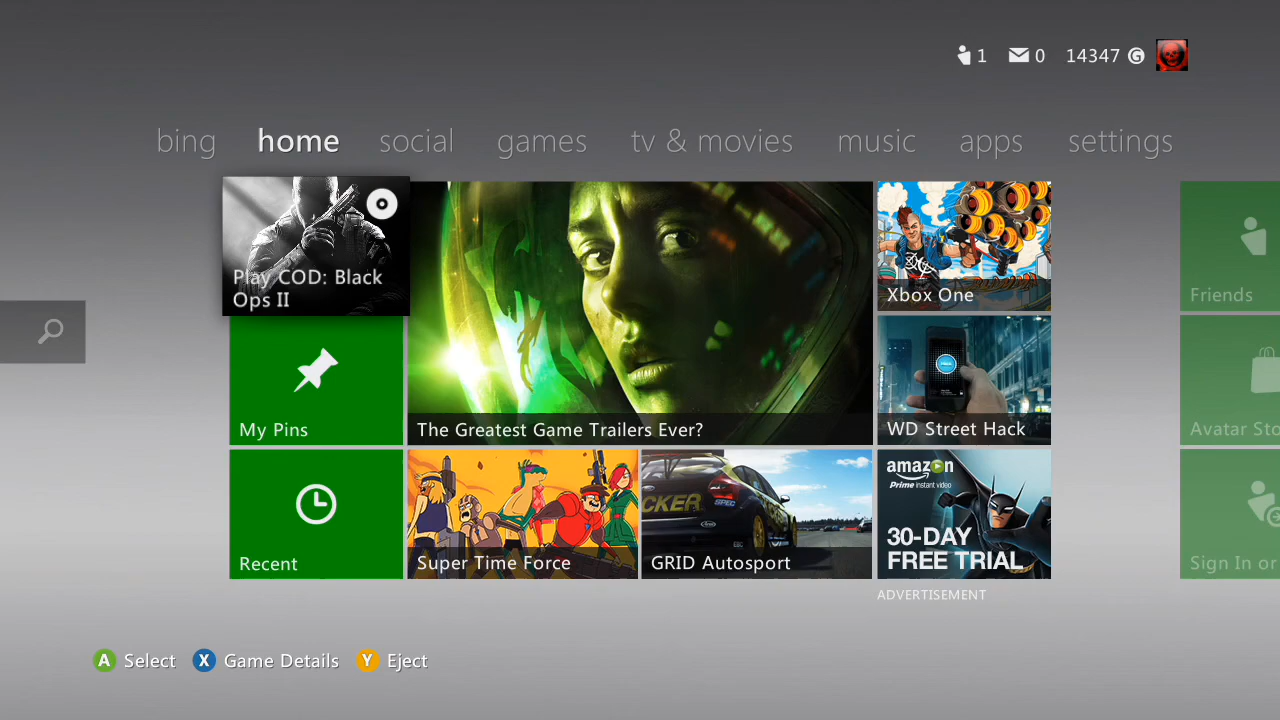 1 0 14347 G
bing home social games tv & movies music apps settings
Play COD: Black
Ops II
My Pins
Recent
The Greatest Game Trailers Ever?
Super Time Force
CKER
SPEC
GRID Autosport
Xbox One
WD Street Hack
amazon
Prime instant video
30-DAY
FREE TRIAL
ADVERTISEMENT
Friends
Avatar Sto
Sign In or
A Select X Game Details Y Eject